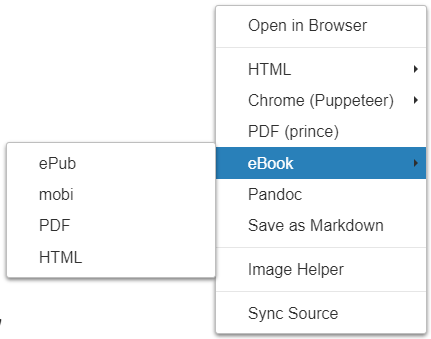 Open in Browser
HTML
Chrome (Puppeteer)
PDF (prince)
eBook
ePub
mobi
PDF
HTML
Pandoc
Save as Markdown
Image Helper
Sync Source